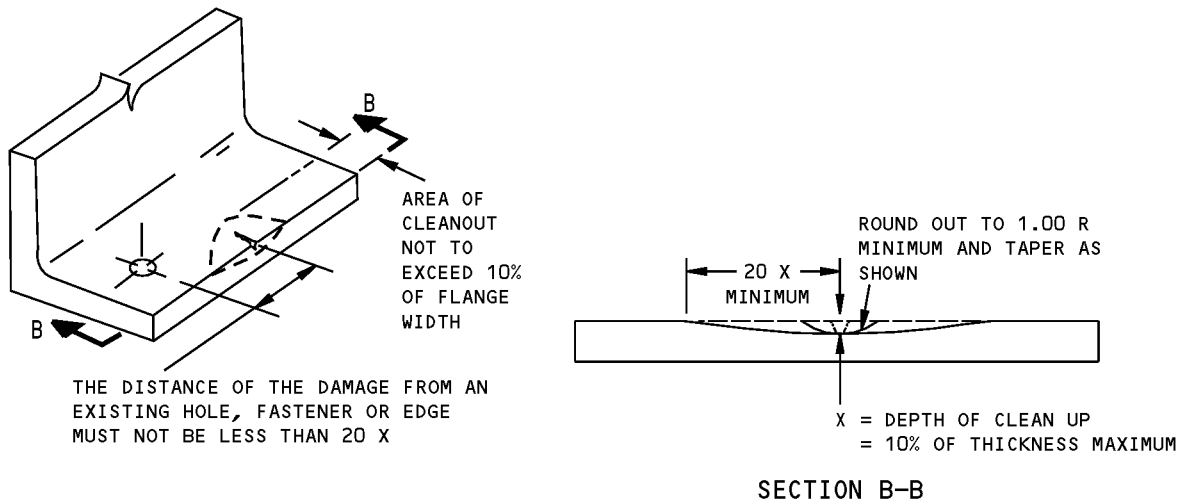 B
AREA OF
CLEANOUT
NOT TO
EXCEED 10%
OF FLANGE
WIDTH
B
THE DISTANCE OF THE DAMAGE FROM AN
EXISTING HOLE, FASTENER OR EDGE
MUST NOT BE LESS THAN 20 X
ROUND OUT TO 1.00 R
MINIMUM AND TAPER AS
SHOWN
20 X
MINIMUM
X = DEPTH OF CLEAN UP
= 10% OF THICKNESS MAXIMUM
SECTION B-B